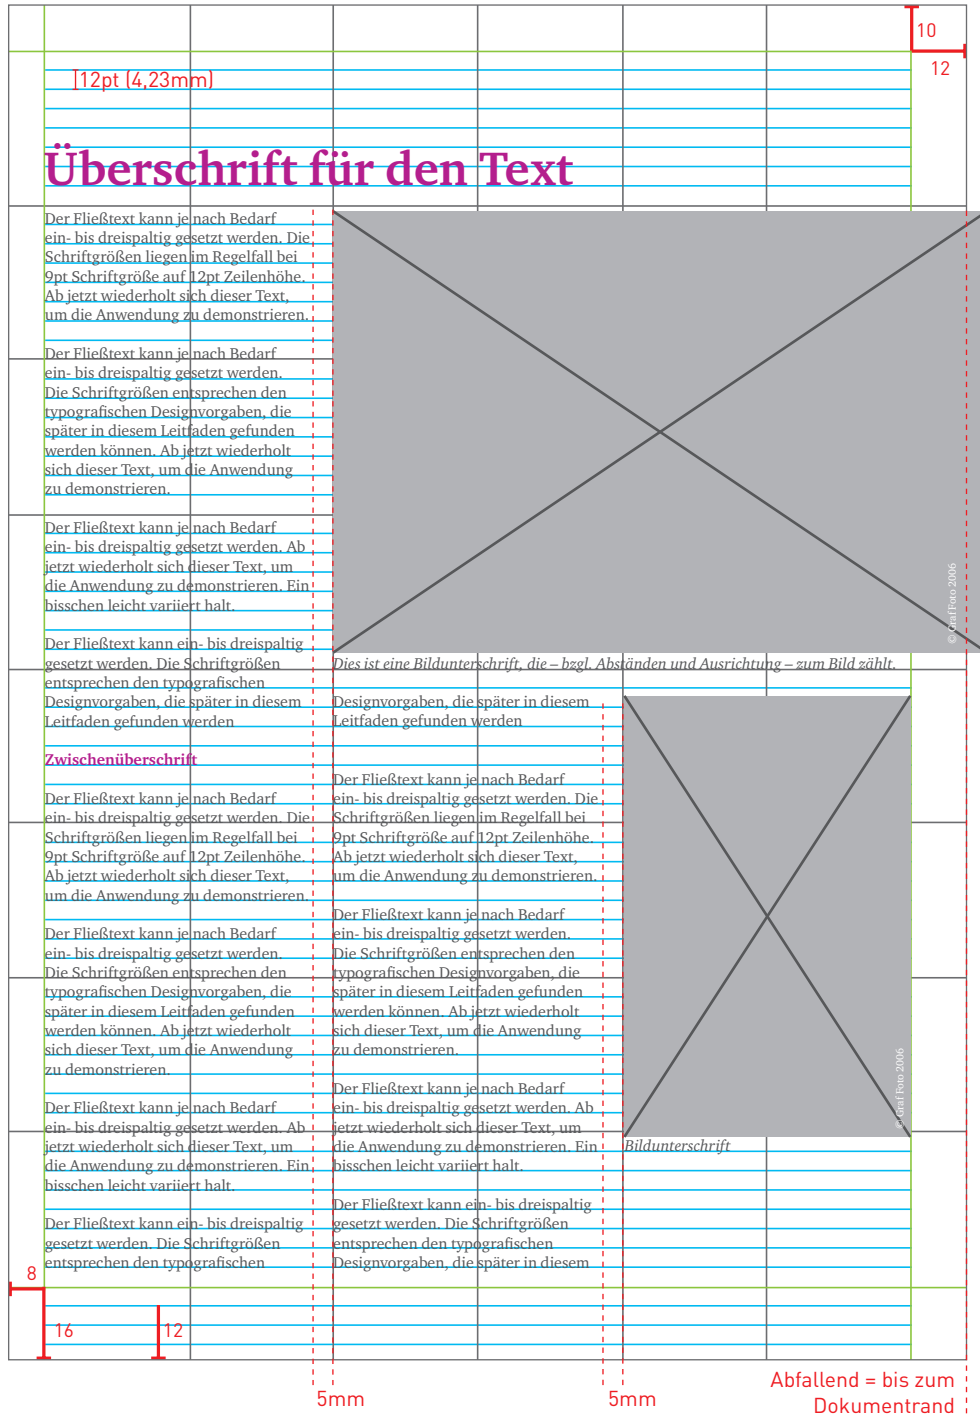 10
12
12pt (4,23mm)
Überschrift für den Text
Der Fließtext kann je nach Bedarf
ein- bis dreispaltig gesetzt werden. Die
Schriftgrößen liegen im Regelfall bei
9pt Schriftgröße auf 12pt Zeilenhöhe.
Ab jetzt wiederholt sich dieser Text,
um die Anwendung zu demonstrieren.
Der Fließtext kann je nach Bedarf
ein- bis dreispaltig gesetzt werden.
Die Schriftgrößen entsprechen den
typografischen Designvorgaben, die
später in diesem Leitfaden gefunden
werden können. Ab jetzt wiederholt
sich dieser Text, um die Anwendung
zu demonstrieren.
Der Fließtext kann je nach Bedarf
ein- bis dreispaltig gesetzt werden. Ab
jetzt wiederholt sich dieser Text, um
die Anwendung zu demonstrieren. Ein
bisschen leicht variiert halt.
Der Fließtext kann ein- bis dreispaltig
gesetzt werden. Die Schriftgrößen
entsprechen den typografischen
Designvorgaben, die später in diesem
Leitfaden gefunden werden
Zwischenüberschrift
Der Fließtext kann je nach Bedarf
ein- bis dreispaltig gesetzt werden. Die
Schriftgrößen liegen im Regelfall bei
9pt Schriftgröße auf 12pt Zeilenhöhe.
Ab jetzt wiederholt sich dieser Text,
um die Anwendung zu demonstrieren.
Der Fließtext kann je nach Bedarf
ein- bis dreispaltig gesetzt werden.
Die Schriftgrößen entsprechen den
typografischen Designvorgaben, die
später in diesem Leitfaden gefunden
werden können. Ab jetzt wiederholt
sich dieser Text, um die Anwendung
zu demonstrieren.
Der Fließtext kann je nach Bedarf
ein- bis dreispaltig gesetzt werden. Ab
jetzt wiederholt sich dieser Text, um
die Anwendung zu demonstrieren. Ein
bisschen leicht variiert halt.
Der Fließtext kann ein- bis dreispaltig
gesetzt werden. Die Schriftgrößen
entsprechen den typografischen
© Graf Foto 2006
Dies ist eine Bildunterschrift, die – bzgl. Abständen und Ausrichtung – zum Bild zählt.
Designvorgaben, die später in diesem
Leitfaden gefunden werden
Der Fließtext kann je nach Bedarf
ein- bis dreispaltig gesetzt werden. Die
Schriftgrößen liegen im Regelfall bei
9pt Schriftgröße auf 12pt Zeilenhöhe.
Ab jetzt wiederholt sich dieser Text,
um die Anwendung zu demonstrieren.
Der Fließtext kann je nach Bedarf
ein- bis dreispaltig gesetzt werden.
Die Schriftgrößen entsprechen den
typografischen Designvorgaben, die
später in diesem Leitfaden gefunden
werden können. Ab jetzt wiederholt
sich dieser Text, um die Anwendung
zu demonstrieren.
Der Fließtext kann je nach Bedarf
ein- bis dreispaltig gesetzt werden. Ab
jetzt wiederholt sich dieser Text, um
die Anwendung zu demonstrieren. Ein
bisschen leicht variiert halt.
Der Fließtext kann ein- bis dreispaltig
gesetzt werden. Die Schriftgrößen
entsprechen den typografischen
Designvorgaben, die später in diesem
© Graf Foto 2006
Bildunterschrift
8
16
12
5mm
5mm
Abfallend = bis zum
Dokumentrand